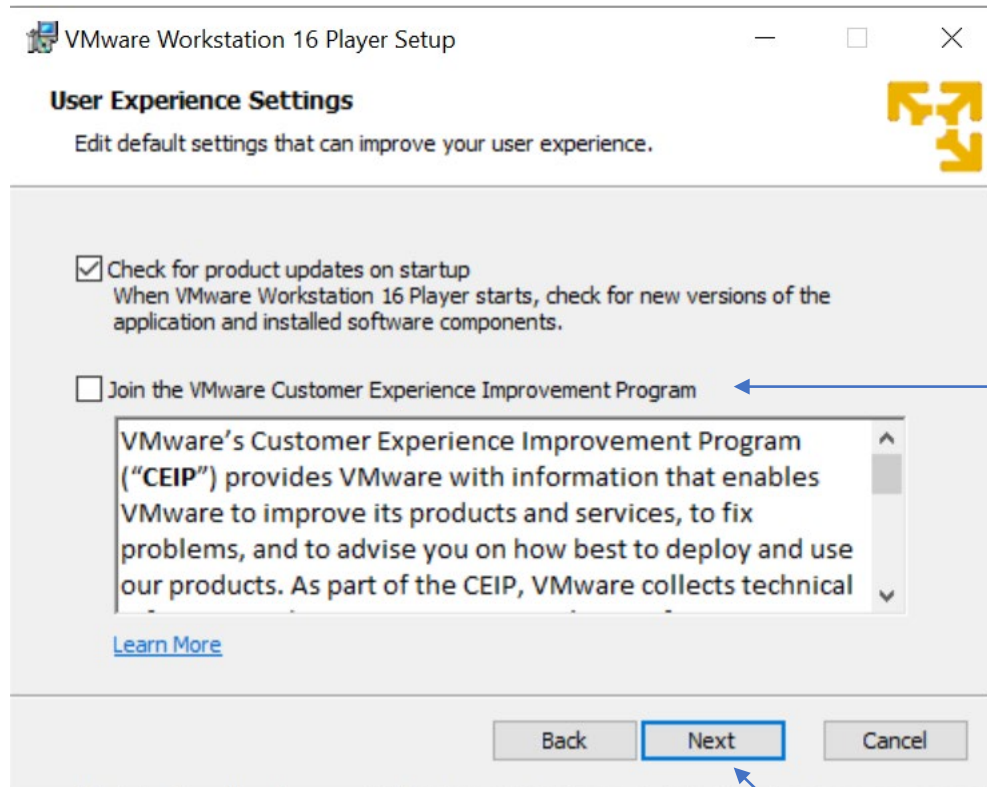 VMware Workstation 16 Player Setup
User Experience Settings
Edit default settings that can improve your user experience.
Check for product updates on startup
When VMware Workstation 16 Player starts, check for new versions of the
application and installed software components.
Join the VMware Customer Experience Improvement Program
VMware’s Customer Experience Improvement Program
(“CEIP”) provides VMware with information that enables
VMware to improve its products and services, to fix
problems, and to advise you on how best to deploy and use
our products. As part of the CEIP, VMware collects technical
Learn More
Back Next Cancel